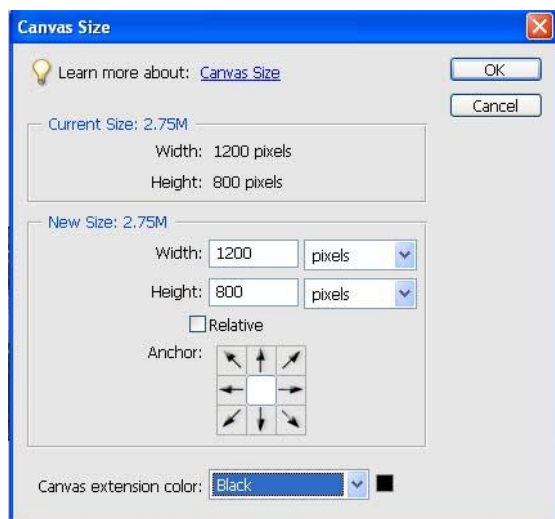 Canvas Size
Learn more about: Canvas Size
OK
Cancel
Current Size: 2.75M
Width: 1200 pixels
Height: 800 pixels
New Size: 2.75M
Width: 1200 pixels
Height: 800 pixels
Relative
Anchor:
Canvas extension color: Black